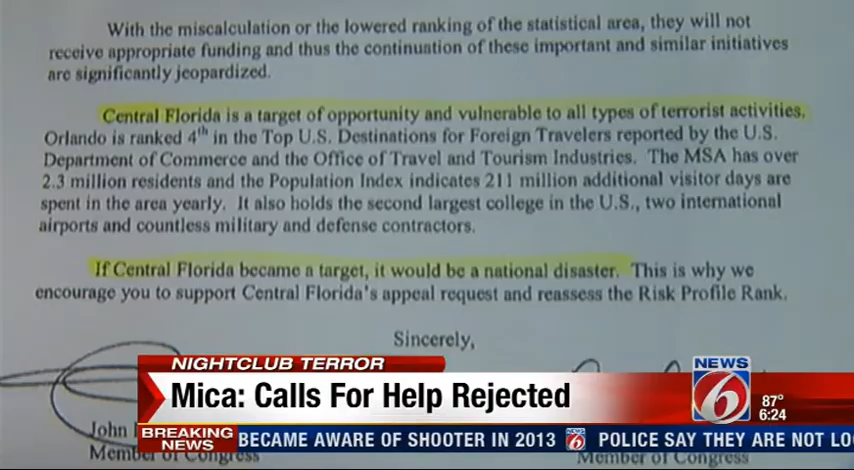 With the miscalculation or the lowered ranking of the statistical area, they will not
receive appropriate funding and thus the continuation of these important and similar initiatives
are significantly jeopardized.
Central Florida is a target of opportunity and vulnerable to all types of terrorist activities.
Orlando is ranked 4th in the Top U.S. Destinations for Foreign Travelers reported by the U.S.
Department of Commerce and the Office of Travel and Tourism Industries. The MSA has over
2.3 million residents and the Population Index indicates 211 million additional visitor days are
spent in the area yearly. It also holds the second largest college in the U.S., two international
airports and countless military and defense contractors.
If Central Florida became a target, it would be a national disaster. This is why we
encourage you to support Central Florida's appeal request and reassess the Risk Profile Rank.
Sincerely,
NIGHTCLUB TERROR
Mica: Calls For Help Rejected
NEWS
6
87°
6:24
John
Member of Congress
Member of Congress
BREAKING
NEWS
BECAME AWARE OF SHOOTER IN 2013 NEWS 6 POLICE SAY THEY ARE NOT LO